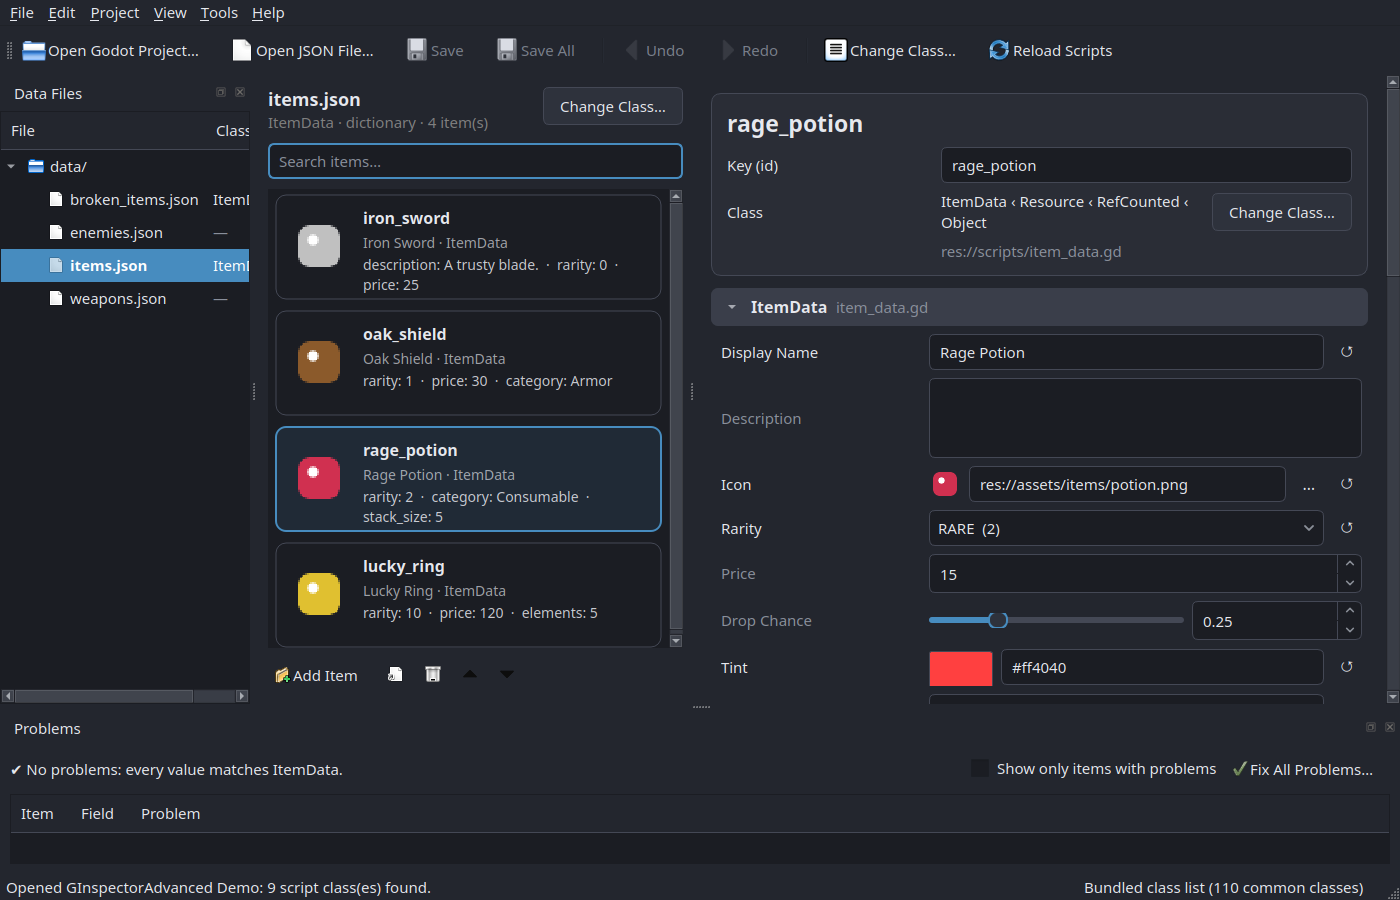 File Edit Project View Tools Help
Open Godot Project... Open JSON File... Save Save All Undo Redo Change Class... Reload Scripts
Data Files
File Class
data/
broken_items.json ItemD
enemies.json —
items.json ItemD
weapons.json —
items.json
ItemData · dictionary · 4 item(s)
Change Class...
Search items...
iron_sword
Iron Sword · ItemData
description: A trusty blade. · rarity: 0 ·
price: 25
oak_shield
Oak Shield · ItemData
rarity: 1 · price: 30 · category: Armor
rage_potion
Rage Potion · ItemData
rarity: 2 · category: Consumable ·
stack_size: 5
lucky_ring
Lucky Ring · ItemData
rarity: 10 · price: 120 · elements: 5
Add Item
rage_potion
Key (id) rage_potion
Class ItemData ‹ Resource ‹ RefCounted ‹
Object
Change Class...
res://scripts/item_data.gd
ItemData item_data.gd
Display Name Rage Potion
Description
Icon res://assets/items/potion.png ...
Rarity RARE (2)
Price 15
Drop Chance 0.25
Tint #ff4040
Problems
✔ No problems: every value matches ItemData.
Show only items with problems Fix All Problems...
Item Field Problem
Opened GInspectorAdvanced Demo: 9 script class(es) found.
Bundled class list (110 common classes)